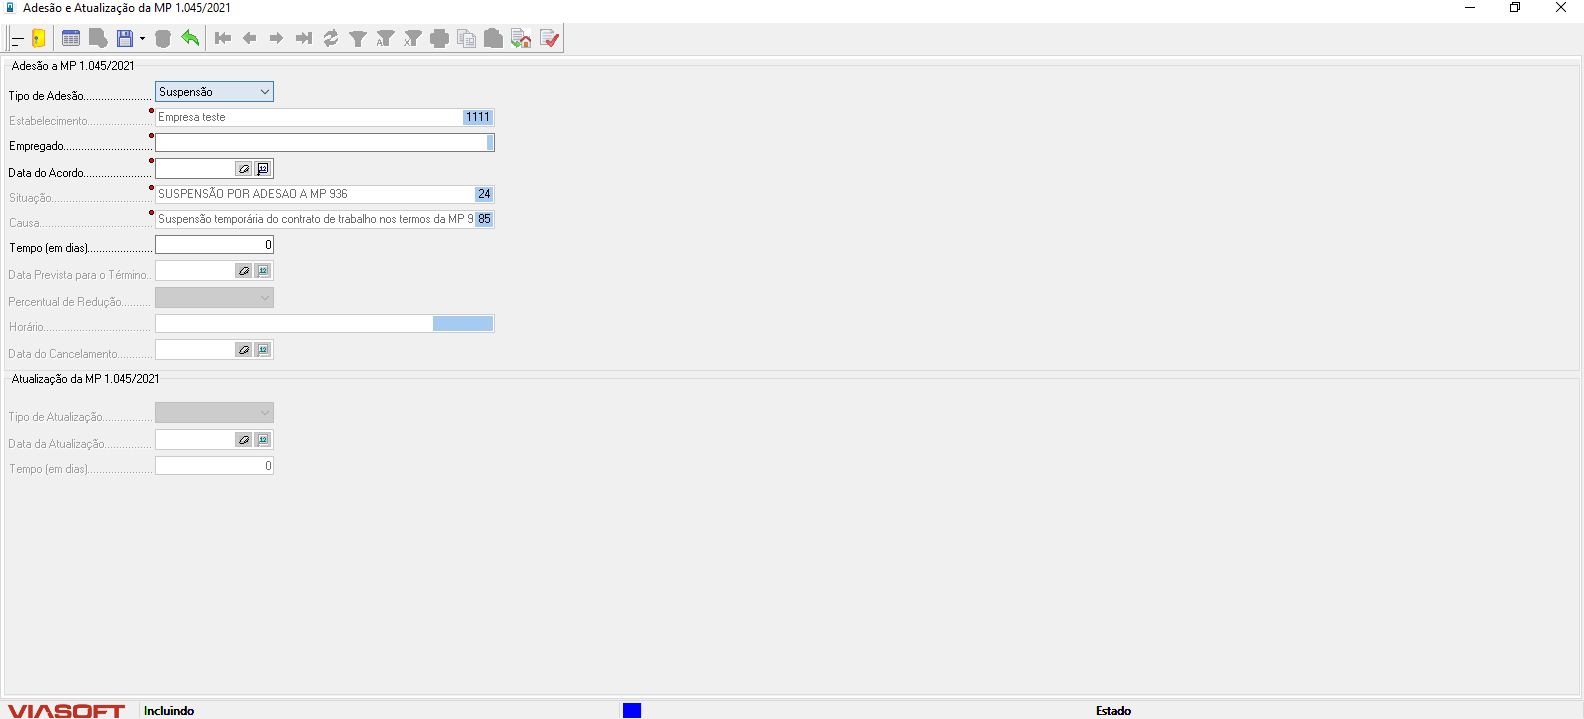 Adesão e Atualização da MP 1.045/2021
Adesão a MP 1.045/2021
Tipo de Adesão....................... Suspensão
Estabelecimento...................... Empresa teste 1111
Empregado.............................
Data do Acordo.......................
Situação................................. SUSPENSÃO POR ADESAO A MP 936 24
Causa..................................... Suspensão temporária do contrato de trabalho nos termos da MP 9 85
Tempo (em dias)...................... 0
Data Prevista para o Término..
Percentual de Redução..........
Horário....................................
Data do Cancelamento............
Atualização da MP 1.045/2021
Tipo de Atualização.................
Data da Atualização................
Tempo (em dias)...................... 0
VIASOFT Incluindo Estado